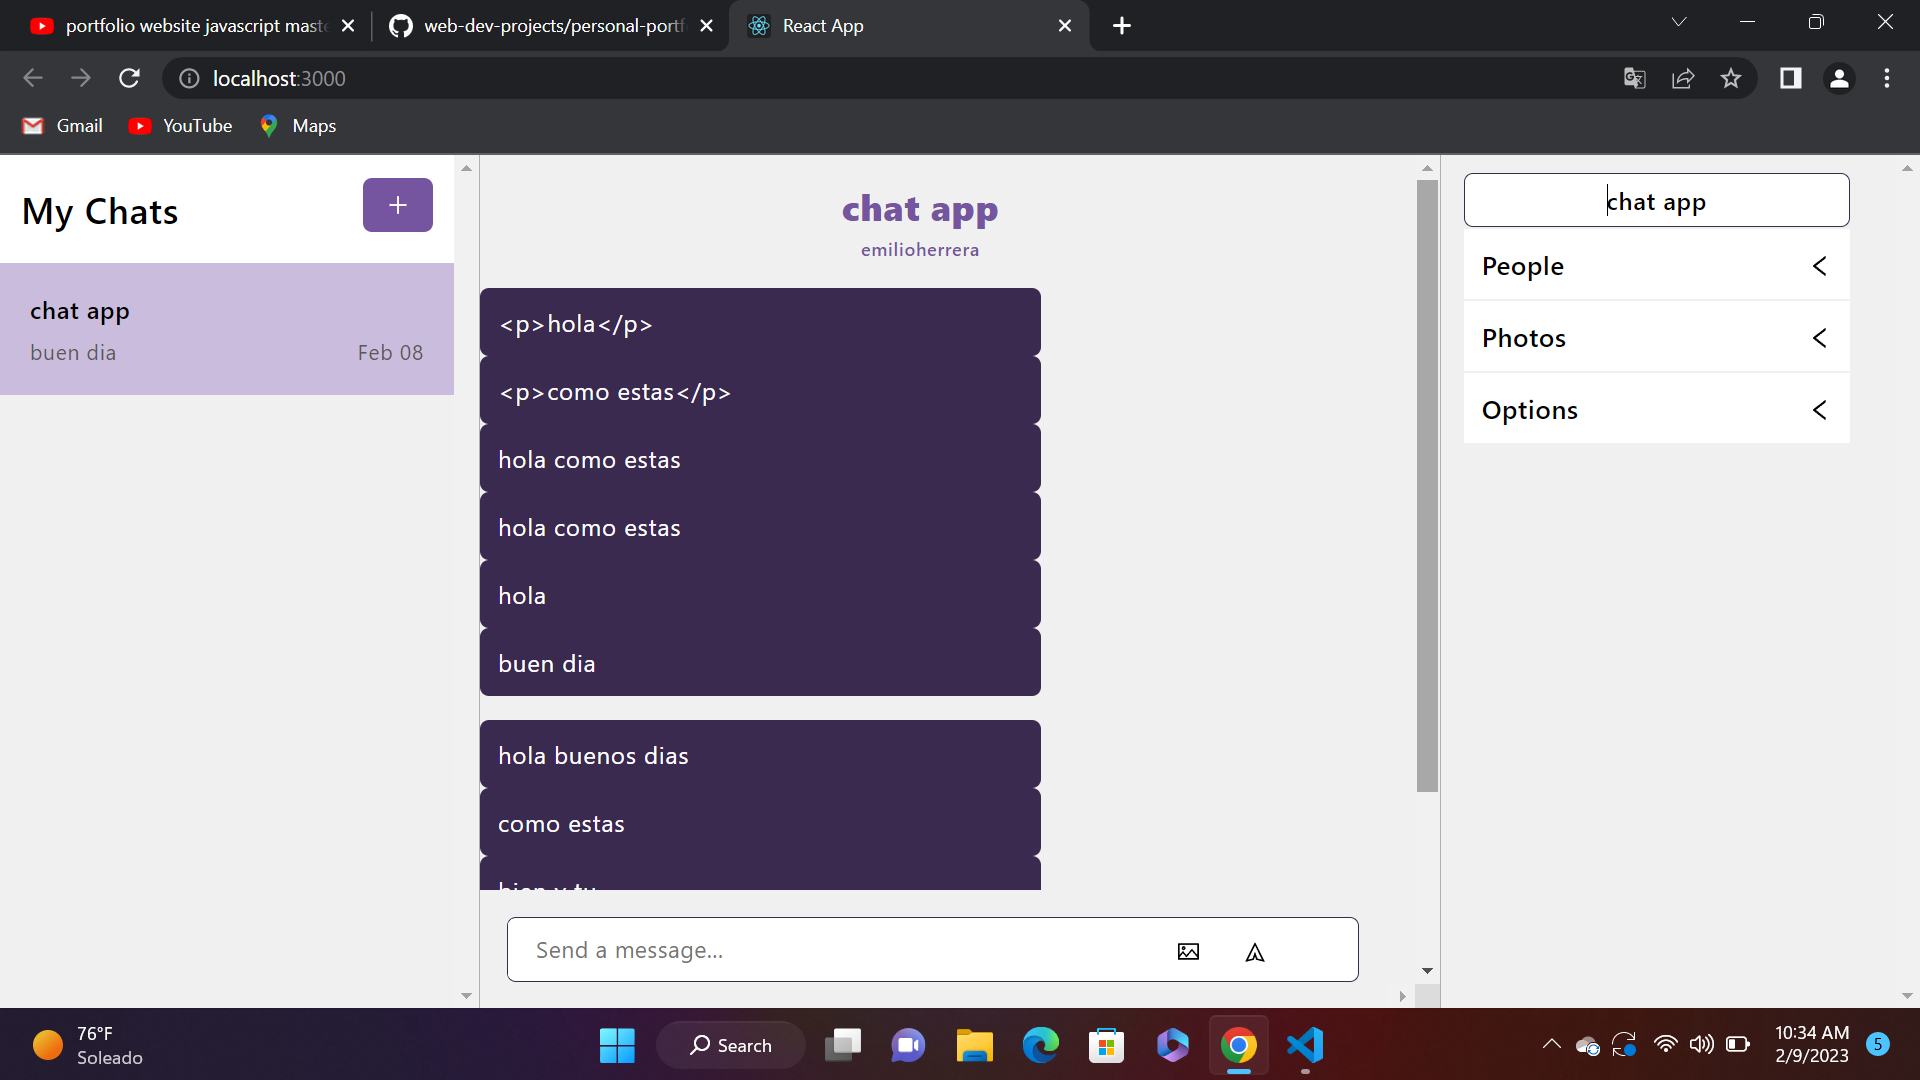 portfolio website javascript maste
web-dev-projects/personal-portf
React App
localhost:3000
Gmail
YouTube
Maps
My Chats
+
chat app
buen dia
Feb 08
chat app
emilioherrera
<p>hola</p>
<p>como estas</p>
hola como estas
hola como estas
hola
buen dia
hola buenos dias
como estas
bien y tu
Send a message...
chat app
People
Photos
Options
76°F
Soleado
Search
10:34 AM
2/9/2023
5